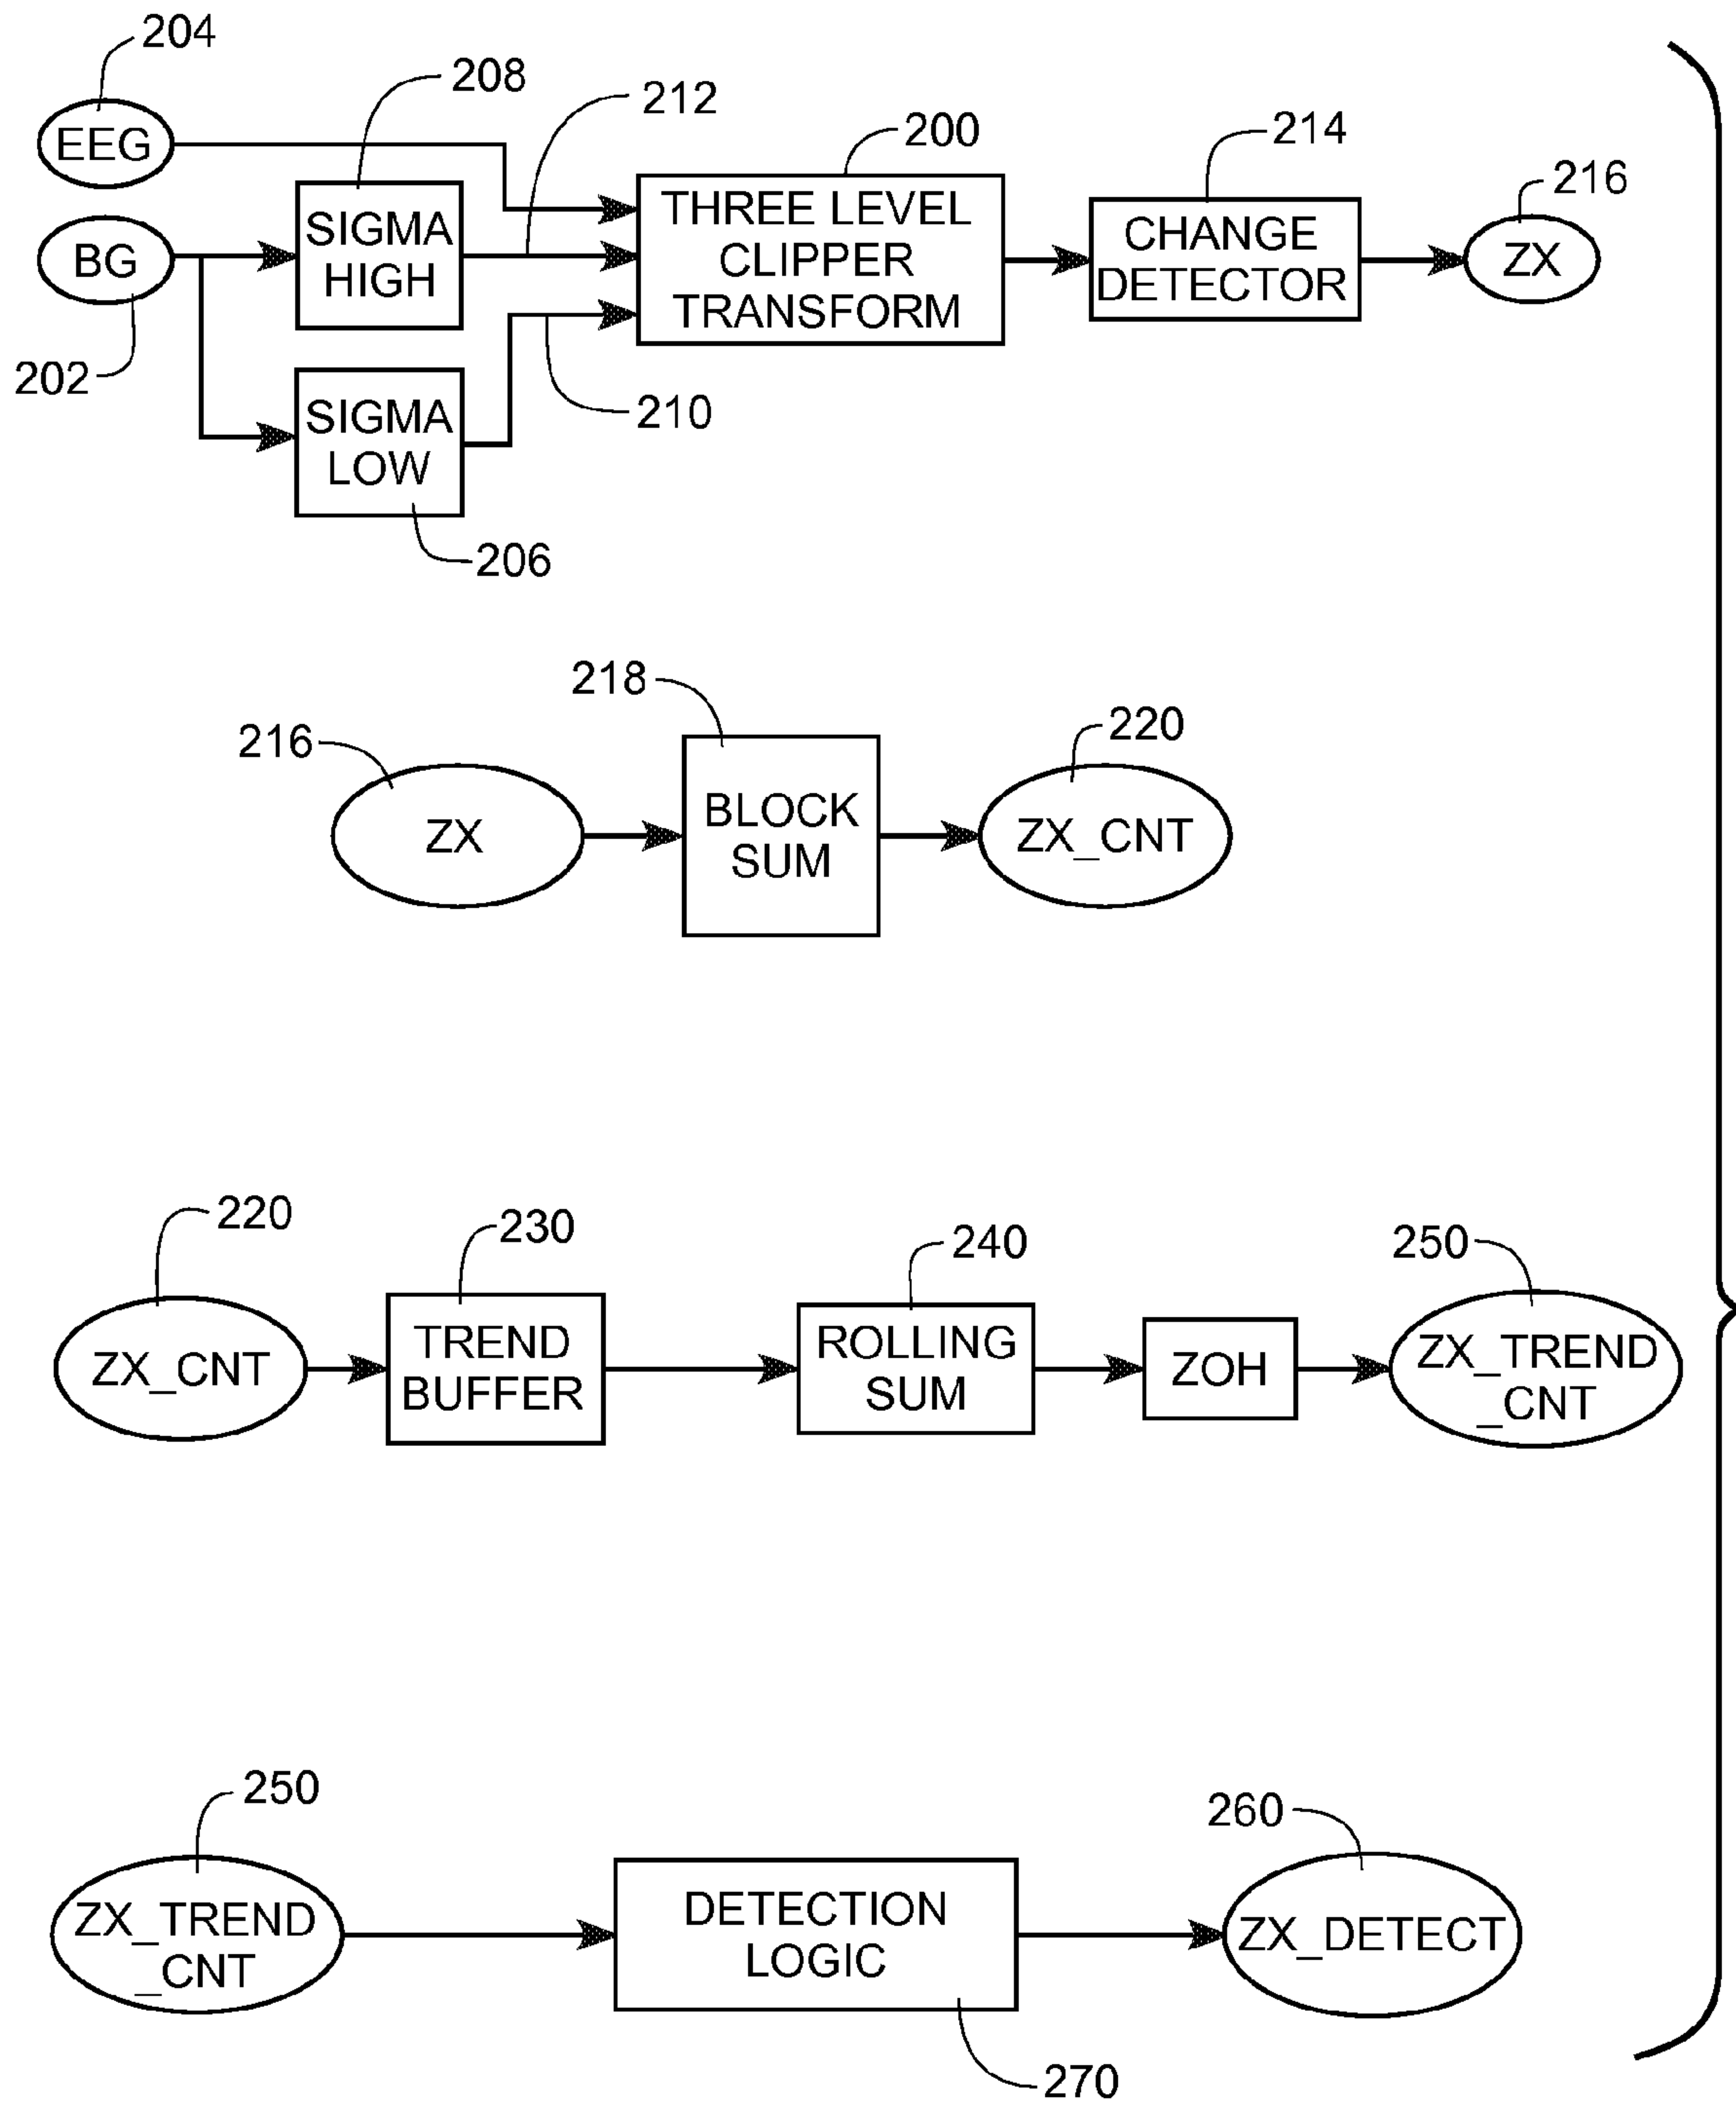 204
208
212
200
214
216
EEG
BG
SIGMA
HIGH
THREE LEVEL
CLIPPER
TRANSFORM
CHANGE
DETECTOR
ZX
202
SIGMA
LOW
210
206
218
216
220
ZX
BLOCK
SUM
ZX_CNT
220
230
240
250
ZX_CNT
TREND
BUFFER
ROLLING
SUM
ZOH
ZX_TREND
_CNT
250
260
ZX_TREND
_CNT
DETECTION
LOGIC
ZX_DETECT
270